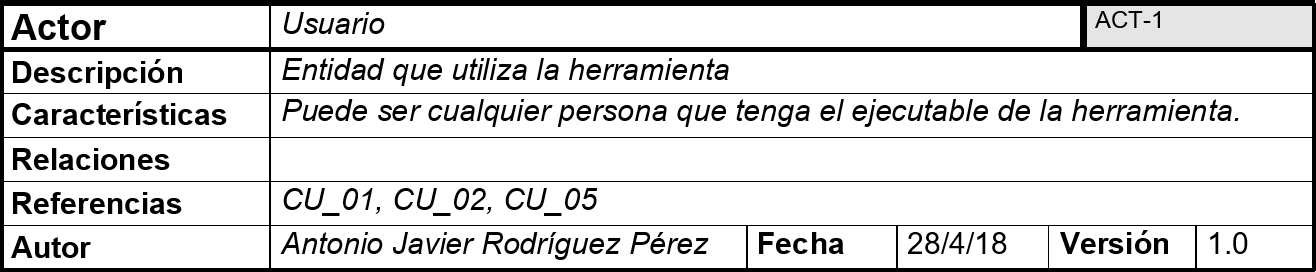 Actor Usuario ACT-1
Descripción Entidad que utiliza la herramienta
Características Puede ser cualquier persona que tenga el ejecutable de la herramienta.
Relaciones
Referencias CU_01, CU_02, CU_05
Autor Antonio Javier Rodríguez Pérez Fecha 28/4/18 Versión 1.0